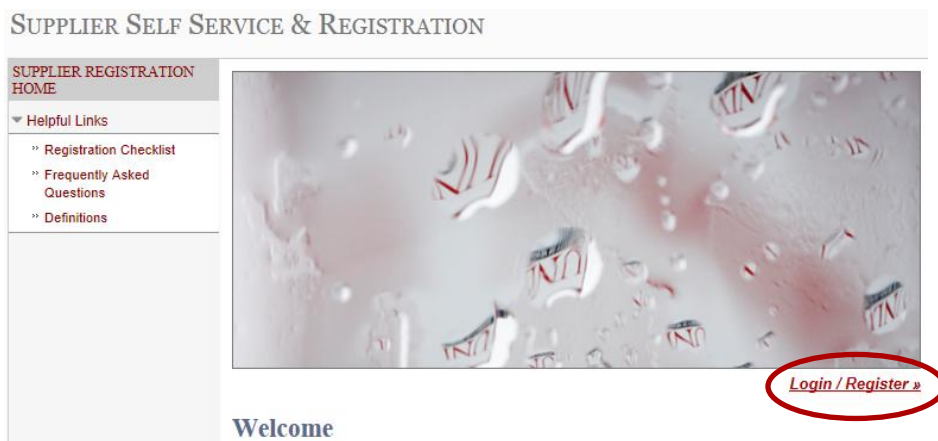 SUPPLIER SELF SERVICE & REGISTRATION
SUPPLIER REGISTRATION
HOME
Helpful Links
» Registration Checklist
» Frequently Asked
Questions
» Definitions
Login / Register »
Welcome